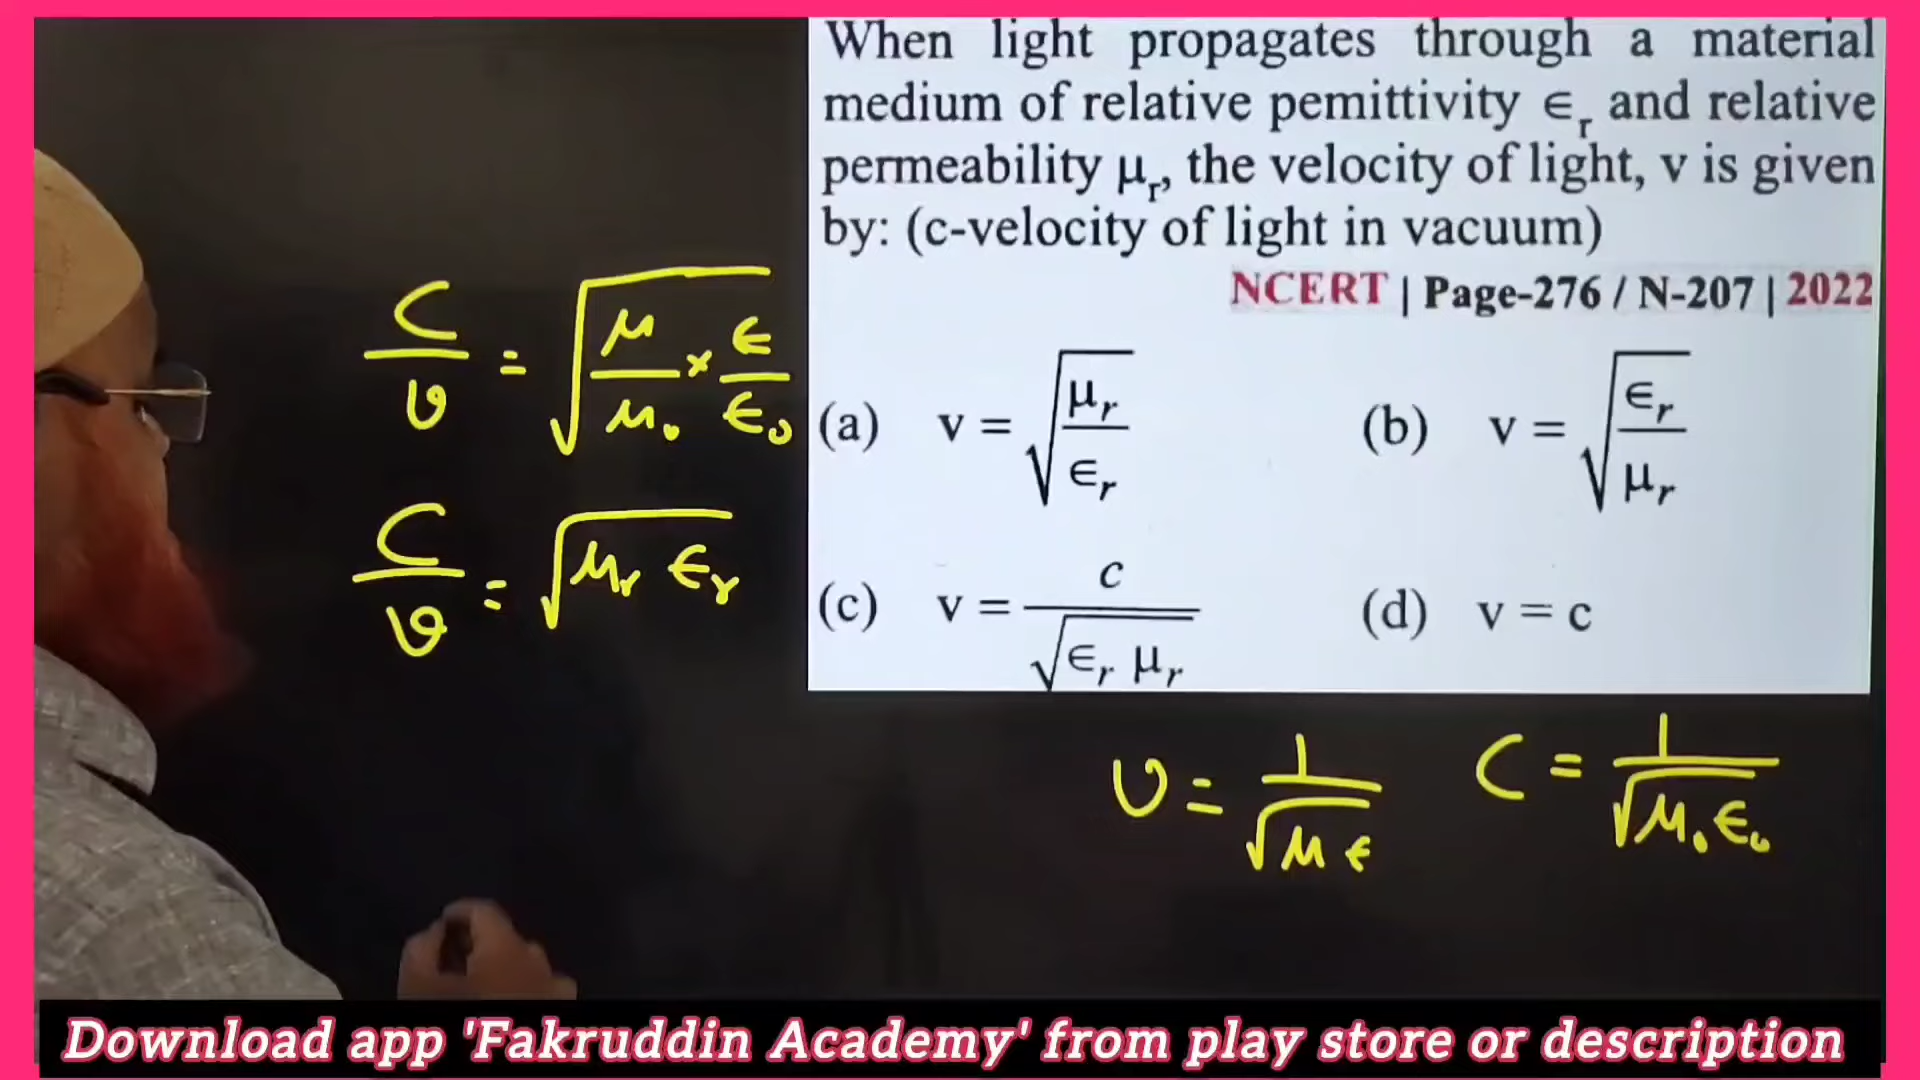 When light propagates through a material
medium of relative pemittivity ∈r and relative
permeability μr, the velocity of light, v is given
by: (c-velocity of light in vacuum)
NCERT | Page-276 / N-207 | 2022
(a) v = √(μr/∈r)
(b) v = √(∈r/μr)
(c) v = c/√(∈r μr)
(d) v = c
C/v = √(μ/μ₀ × ∈/∈₀)
C/v = √(μr ∈r)
v = 1/√(μ∈)
C = 1/√(μ₀∈₀)
Download app 'Fakruddin Academy' from play store or description